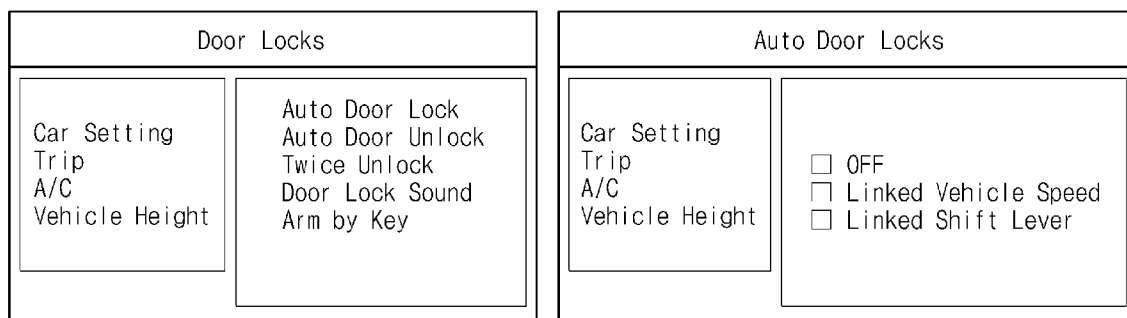 Door Locks
Car Setting
Trip
A/C
Vehicle Height
Auto Door Lock
Auto Door Unlock
Twice Unlock
Door Lock Sound
Arm by Key
Auto Door Locks
Car Setting
Trip
A/C
Vehicle Height
OFF
Linked Vehicle Speed
Linked Shift Lever